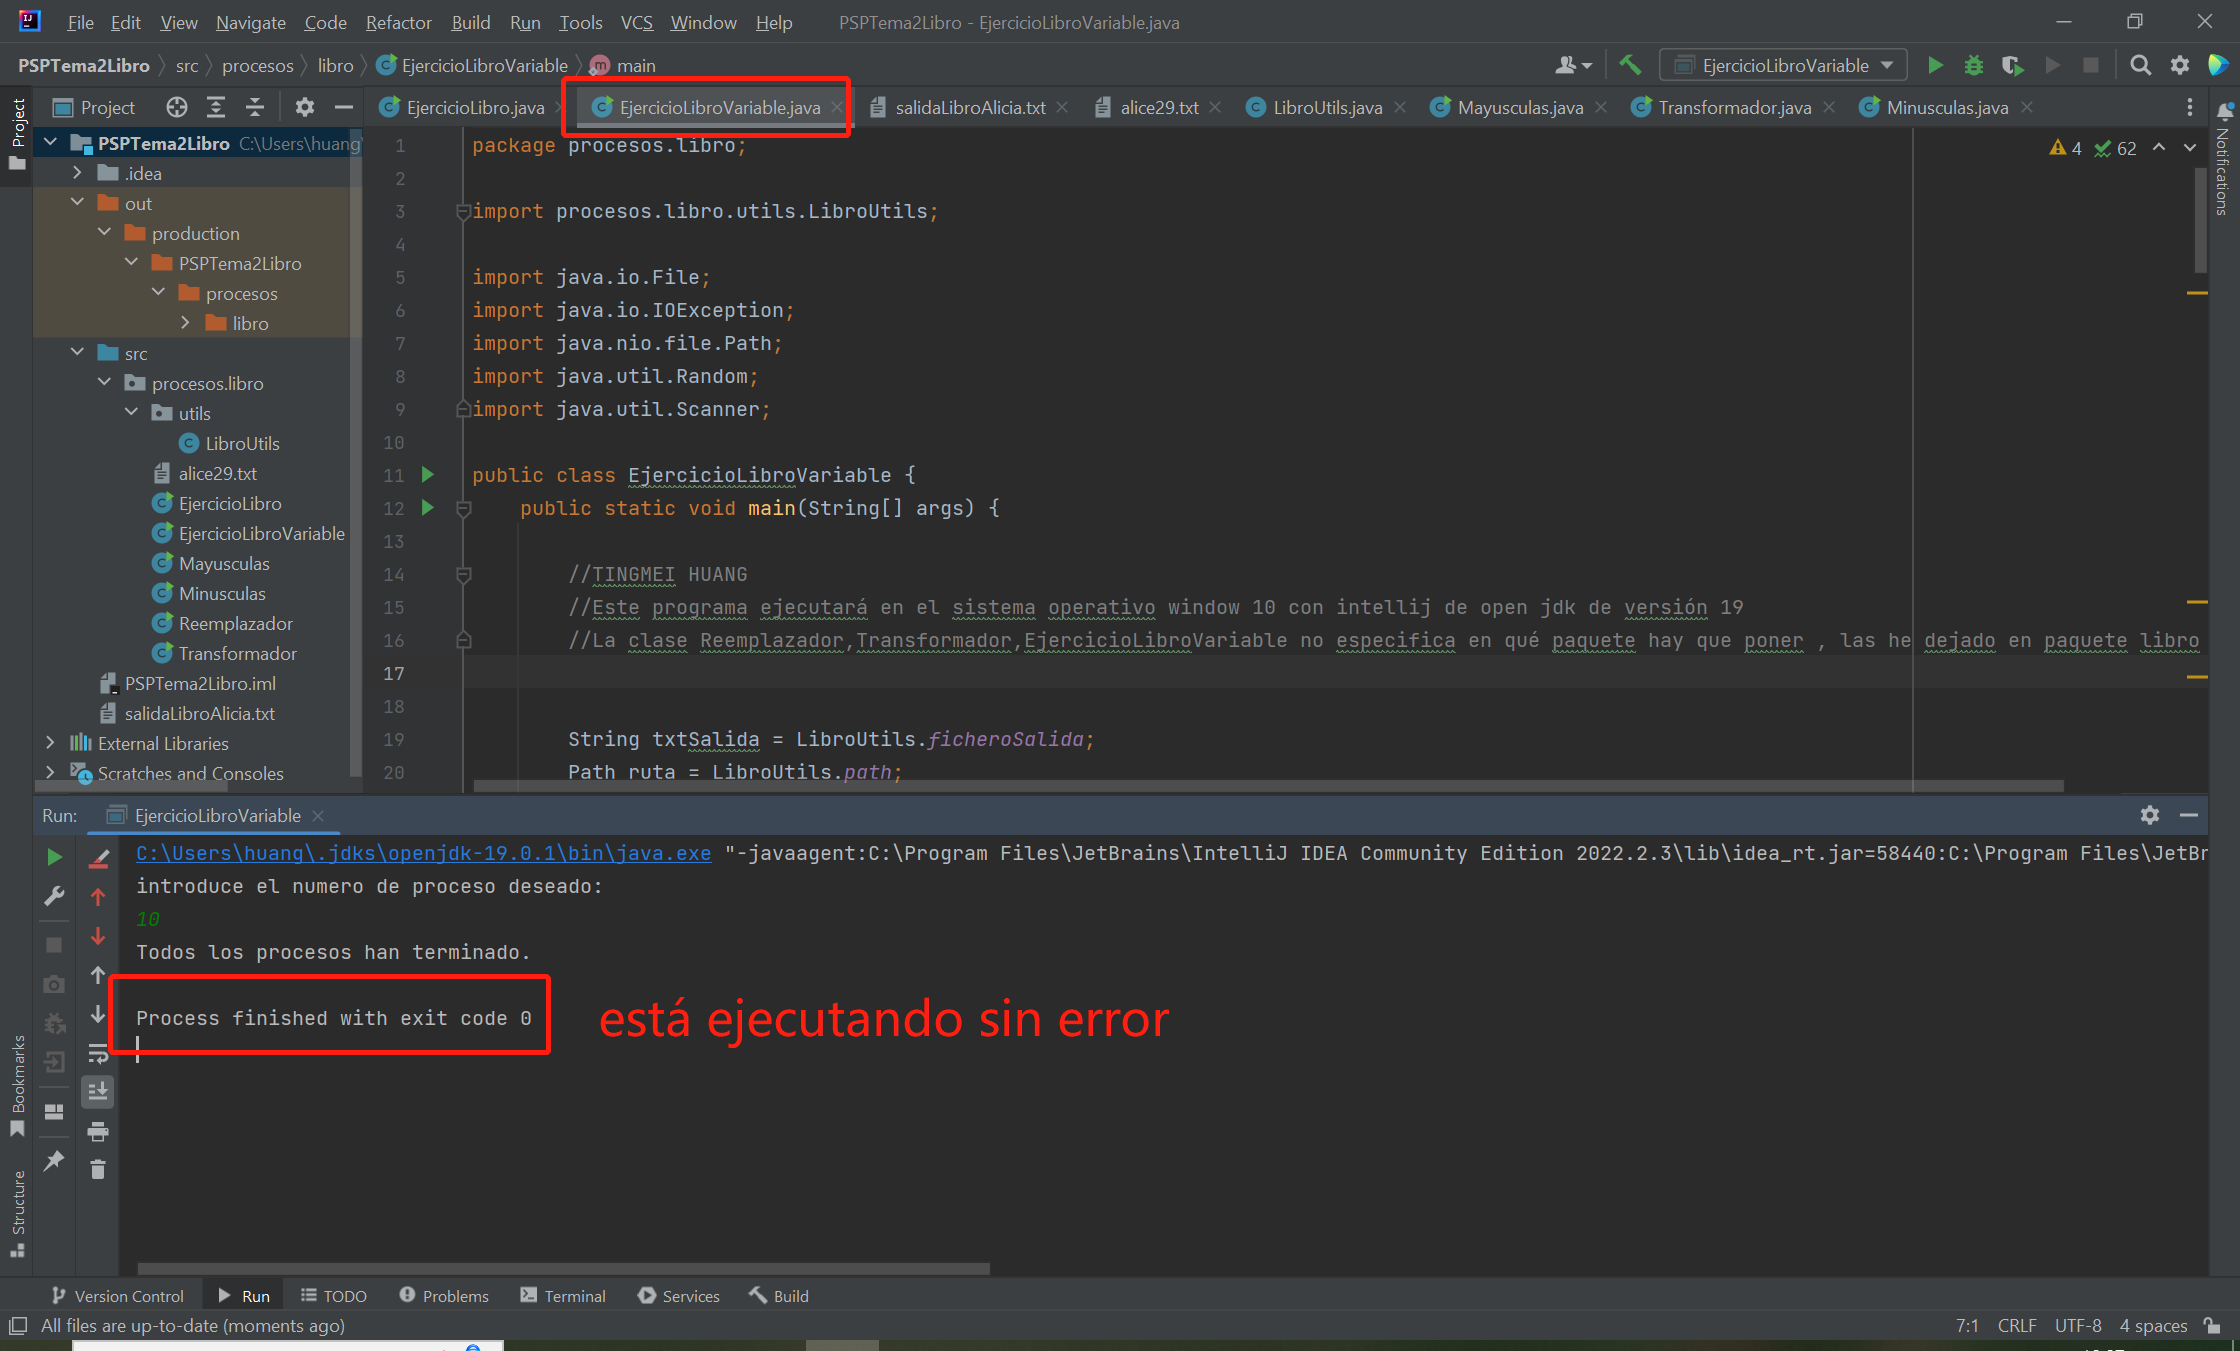 File Edit View Navigate Code Refactor Build Run Tools VCS Window Help PSPTema2Libro - EjercicioLibroVariable.java
PSPTema2Libro src procesos libro EjercicioLibroVariable main EjercicioLibroVariable
Project EjercicioLibro.java EjercicioLibroVariable.java salidaLibroAlicia.txt alice29.txt LibroUtils.java Mayusculas.java Transformador.java Minusculas.java
Project
Notifications
4 62
PSPTema2Libro C:\Users\huang
.idea
out
production
PSPTema2Libro
procesos
libro
src
procesos.libro
utils
LibroUtils
alice29.txt
EjercicioLibro
EjercicioLibroVariable
Mayusculas
Minusculas
Reemplazador
Transformador
PSPTema2Libro.iml
salidaLibroAlicia.txt
External Libraries
Scratches and Consoles
1 package procesos.libro;
2
3 import procesos.libro.utils.LibroUtils;
4
5 import java.io.File;
6 import java.io.IOException;
7 import java.nio.file.Path;
8 import java.util.Random;
9 import java.util.Scanner;
10
11 public class EjercicioLibroVariable {
12 public static void main(String[] args) {
13
14 //TINGMEI HUANG
15 //Este programa ejecutará en el sistema operativo window 10 con intellij de open jdk de versión 19
16 //La clase Reemplazador,Transformador,EjercicioLibroVariable no especifica en qué paquete hay que poner , las he dejado en paquete libro
17
18
19 String txtSalida = LibroUtils.ficheroSalida;
20 Path ruta = LibroUtils.path;
Run: EjercicioLibroVariable
C:\Users\huang\.jdks\openjdk-19.0.1\bin\java.exe "-javaagent:C:\Program Files\JetBrains\IntelliJ IDEA Community Edition 2022.2.3\lib\idea_rt.jar=58440:C:\Program Files\JetBr
introduce el numero de proceso deseado:
10
Todos los procesos han terminado.
Process finished with exit code 0
está ejecutando sin error
Bookmarks
Structure
Version Control Run TODO Problems Terminal Services Build
All files are up-to-date (moments ago) 7:1 CRLF UTF-8 4 spaces